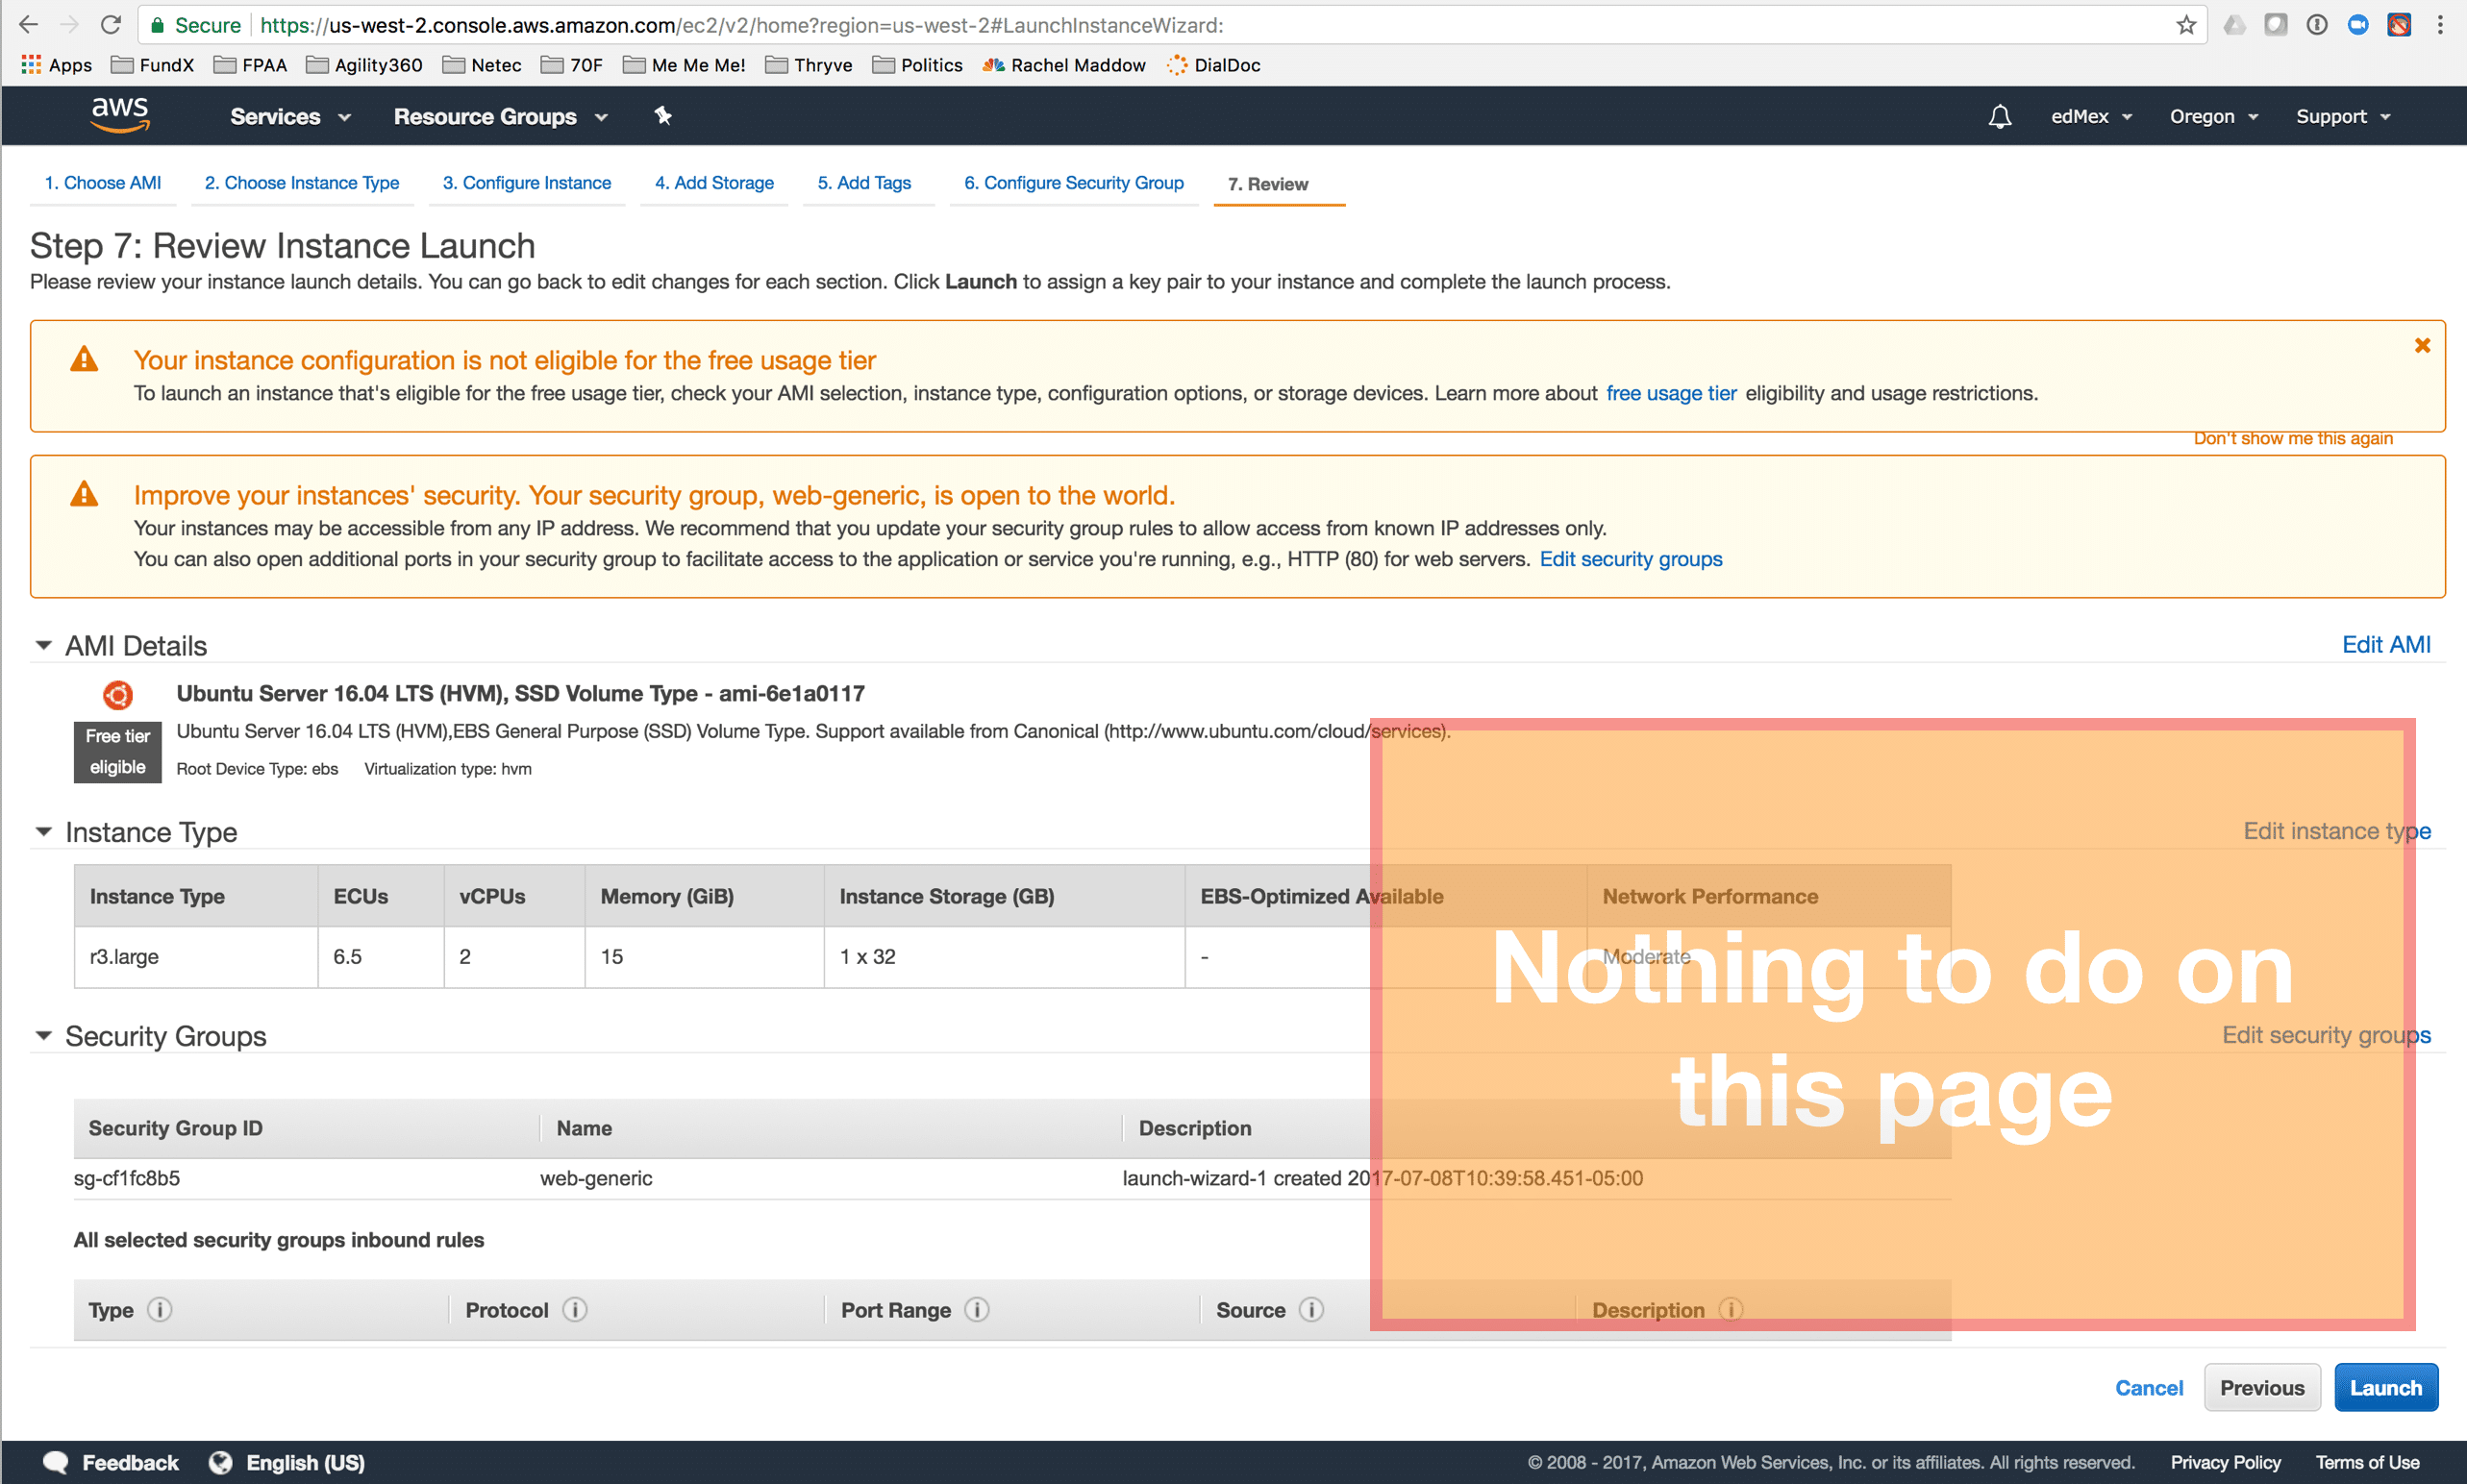 Secure https://us-west-2.console.aws.amazon.com/ec2/v2/home?region=us-west-2#LaunchInstanceWizard:
Apps FundX FPAA Agility360 Netec 70F Me Me Me! Thryve Politics Rachel Maddow DialDoc
aws Services Resource Groups edMex Oregon Support
1. Choose AMI 2. Choose Instance Type 3. Configure Instance 4. Add Storage 5. Add Tags 6. Configure Security Group 7. Review
Step 7: Review Instance Launch
Please review your instance launch details. You can go back to edit changes for each section. Click Launch to assign a key pair to your instance and complete the launch process.
Your instance configuration is not eligible for the free usage tier
To launch an instance that's eligible for the free usage tier, check your AMI selection, instance type, configuration options, or storage devices. Learn more about free usage tier eligibility and usage restrictions.
Don't show me this again
Improve your instances' security. Your security group, web-generic, is open to the world.
Your instances may be accessible from any IP address. We recommend that you update your security group rules to allow access from known IP addresses only.
You can also open additional ports in your security group to facilitate access to the application or service you're running, e.g., HTTP (80) for web servers. Edit security groups
AMI Details Edit AMI
Ubuntu Server 16.04 LTS (HVM), SSD Volume Type - ami-6e1a0117
Free tier eligible
Ubuntu Server 16.04 LTS (HVM),EBS General Purpose (SSD) Volume Type. Support available from Canonical (http://www.ubuntu.com/cloud/services).
Root Device Type: ebs Virtualization type: hvm
Instance Type Edit instance type
Instance Type ECUs vCPUs Memory (GiB) Instance Storage (GB) EBS-Optimized Available Network Performance
r3.large 6.5 2 15 1 x 32 - Moderate
Nothing to do on
this page
Security Groups Edit security groups
Security Group ID Name Description
sg-cf1fc8b5 web-generic launch-wizard-1 created 2017-07-08T10:39:58.451-05:00
All selected security groups inbound rules
Type Protocol Port Range Source Description
Cancel Previous Launch
Feedback English (US) © 2008 - 2017, Amazon Web Services, Inc. or its affiliates. All rights reserved. Privacy Policy Terms of Use